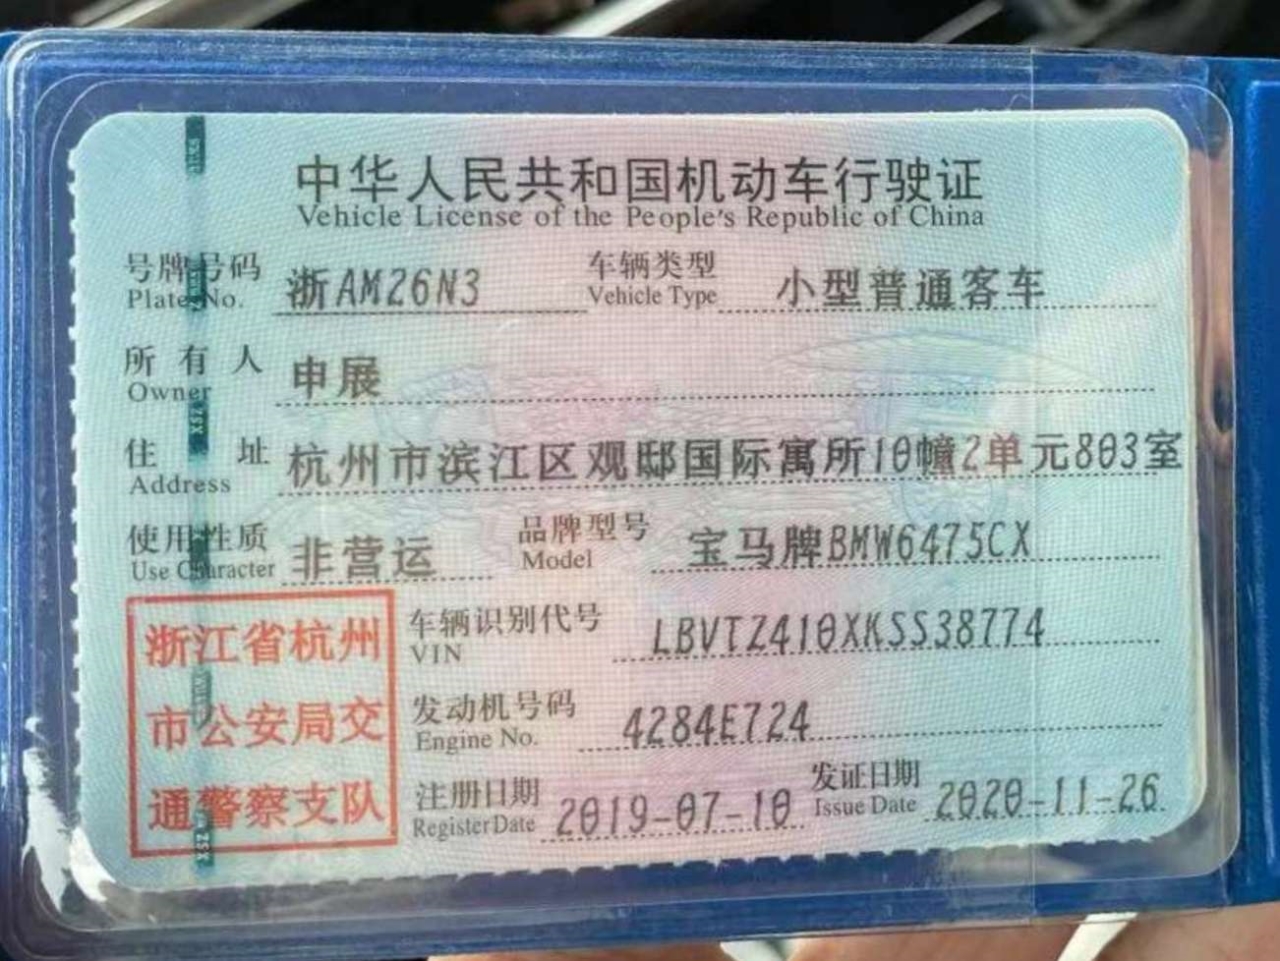 中华人民共和国机动车行驶证
Vehicle License of the People's Republic of China
号牌号码 浙AM26N3 车辆类型 小型普通客车
Plate No. Vehicle Type
所有人 申展
Owner
住址 杭州市滨江区观邸国际寓所10幢2单元803室
Address
使用性质 非营运 品牌型号 宝马牌BMW6475CX
Use Character Model
浙江省杭州
市公安局交
通警察支队
车辆识别代号 LBVTZ410XKSS38774
VIN
发动机号码 4284E724
Engine No.
注册日期 2019-07-10 发证日期 2020-11-26
Register Date Issue Date